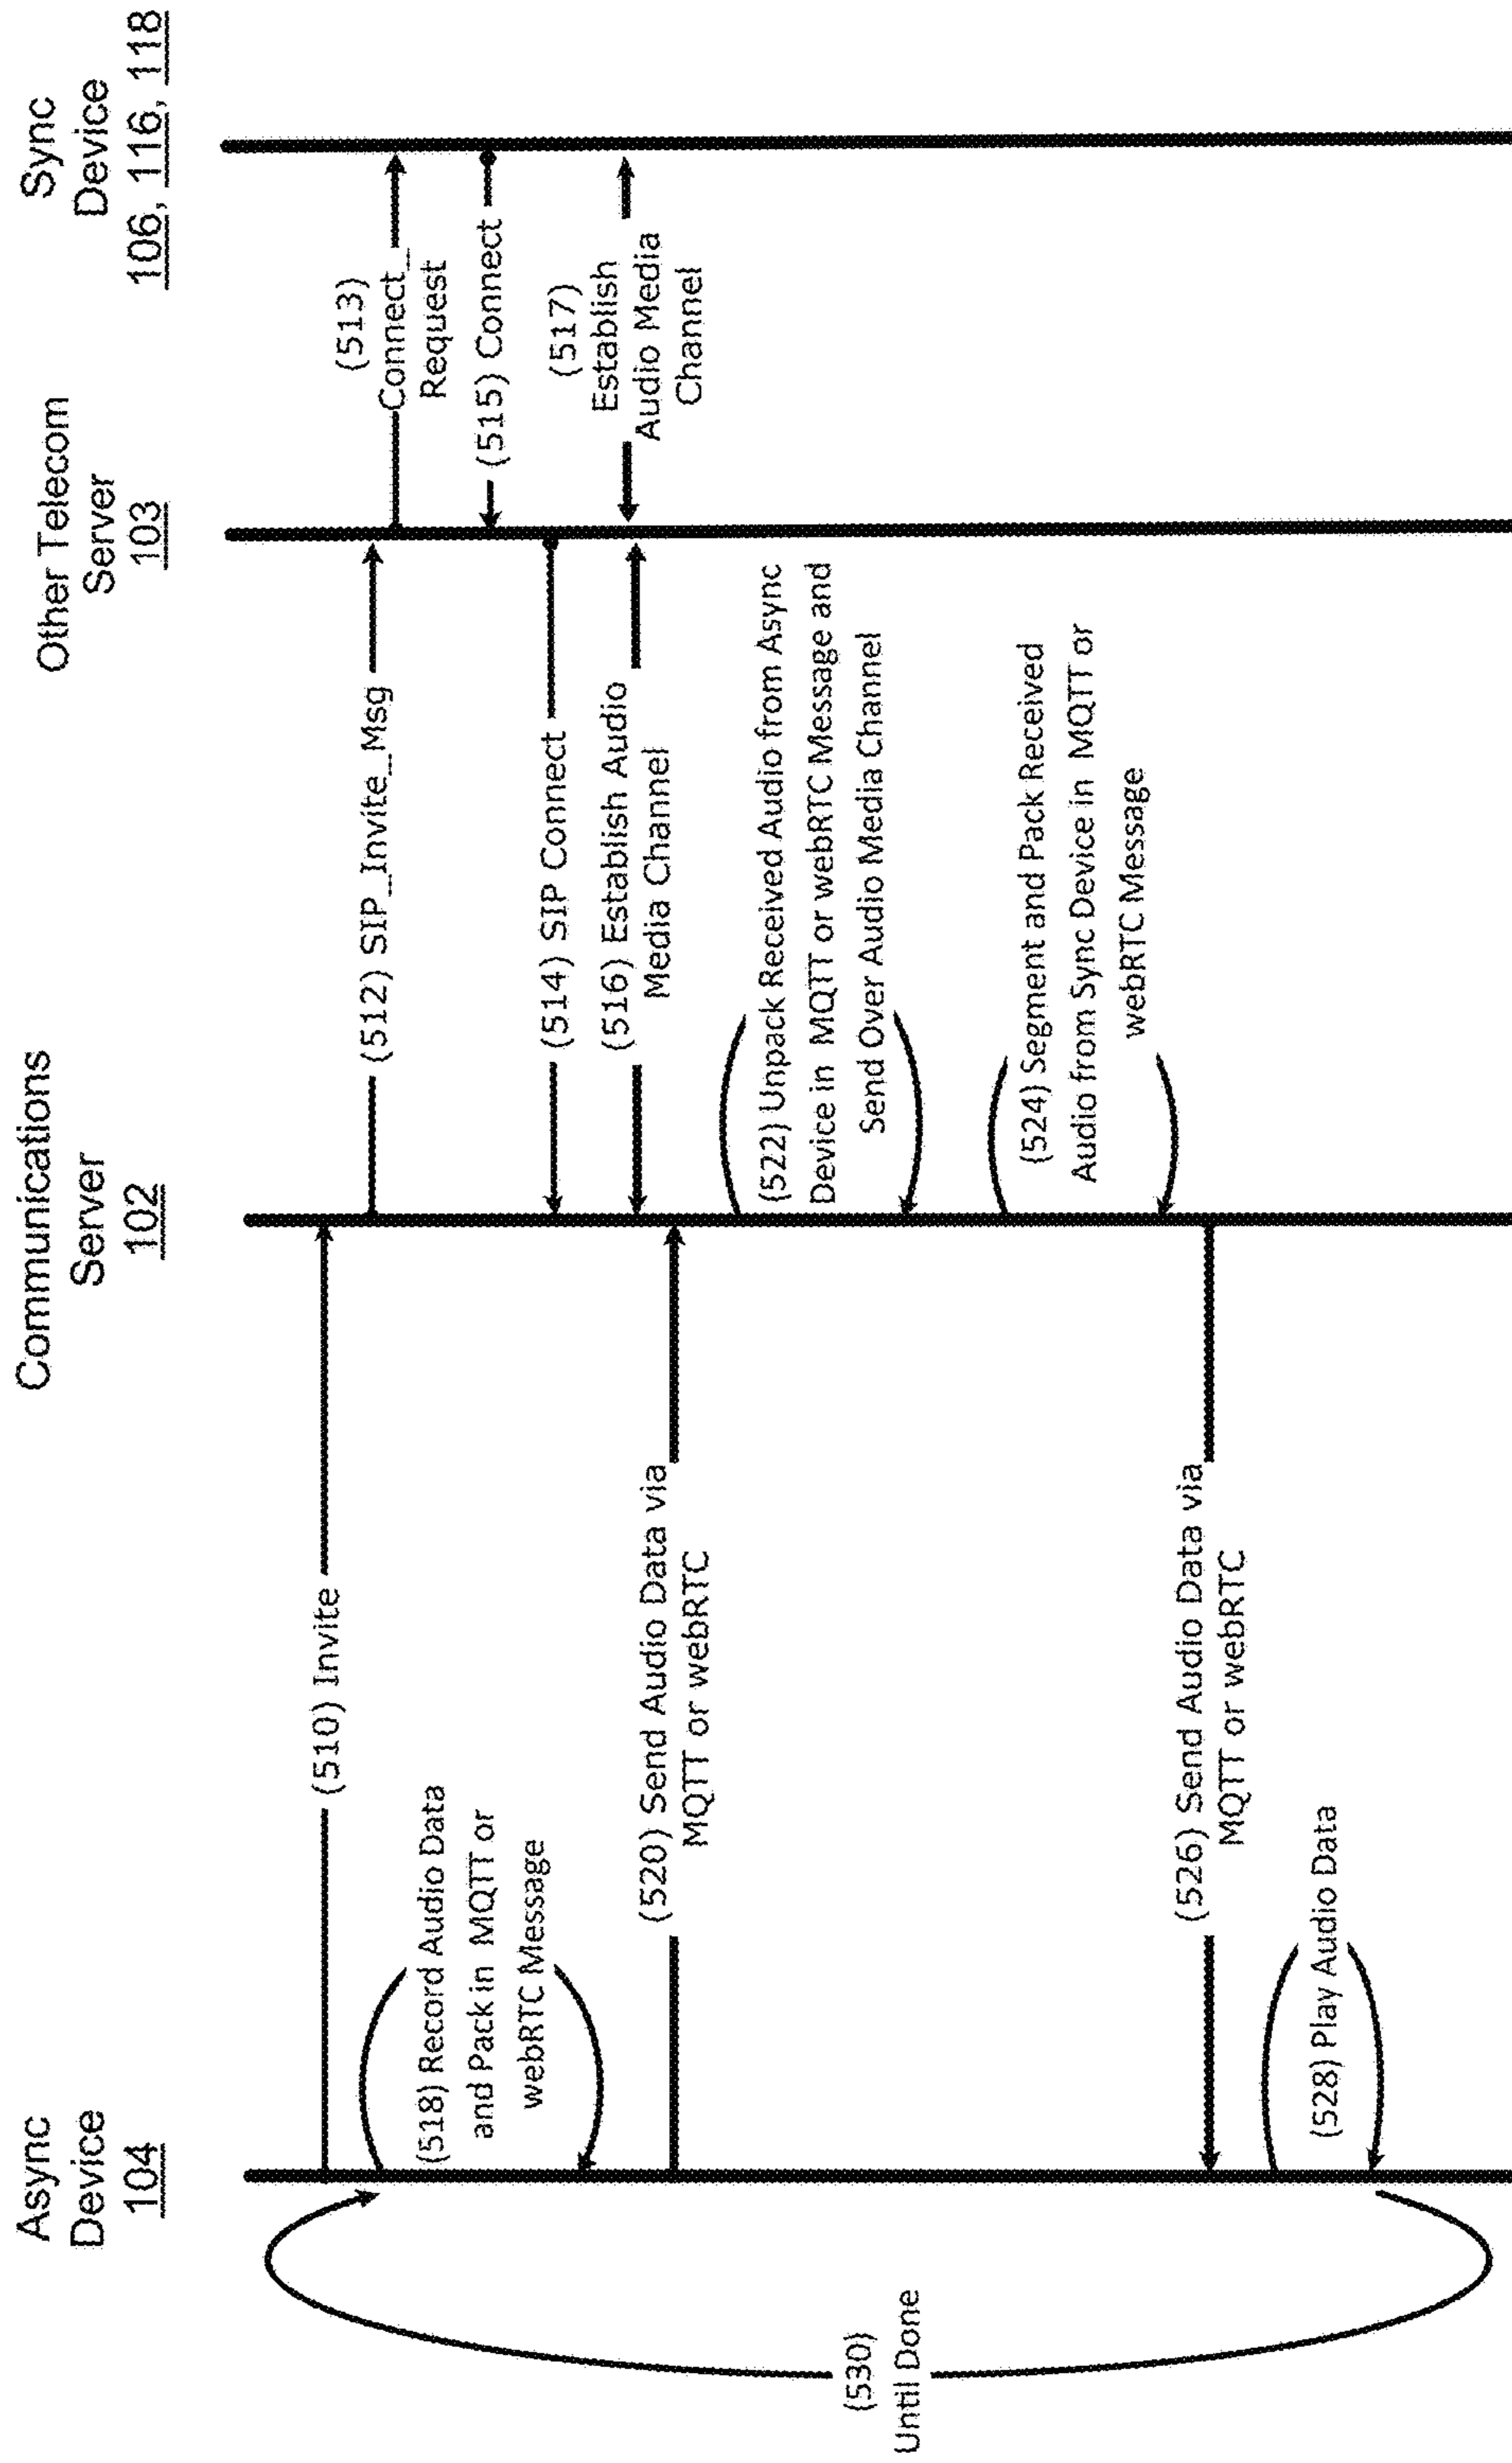 Async
Device
104
Communications
Server
102
Other Telecom
Server
103
Sync
Device
106, 116, 118
(510) Invite
(512) SIP_Invite_Msg
(513)
Connect_
Request
(515) Connect
(514) SIP Connect
(516) Establish Audio
Media Channel
(517)
Establish
Audio Media
Channel
(518) Record Audio Data
and Pack in MQTT or
webRTC Message
(520) Send Audio Data via
MQTT or webRTC
(522) Unpack Received Audio from Async
Device in MQTT or webRTC Message and
Send Over Audio Media Channel
(524) Segment and Pack Received
Audio from Sync Device in MQTT or
webRTC Message
(526) Send Audio Data via
MQTT or webRTC
(528) Play Audio Data
(530)
Until Done